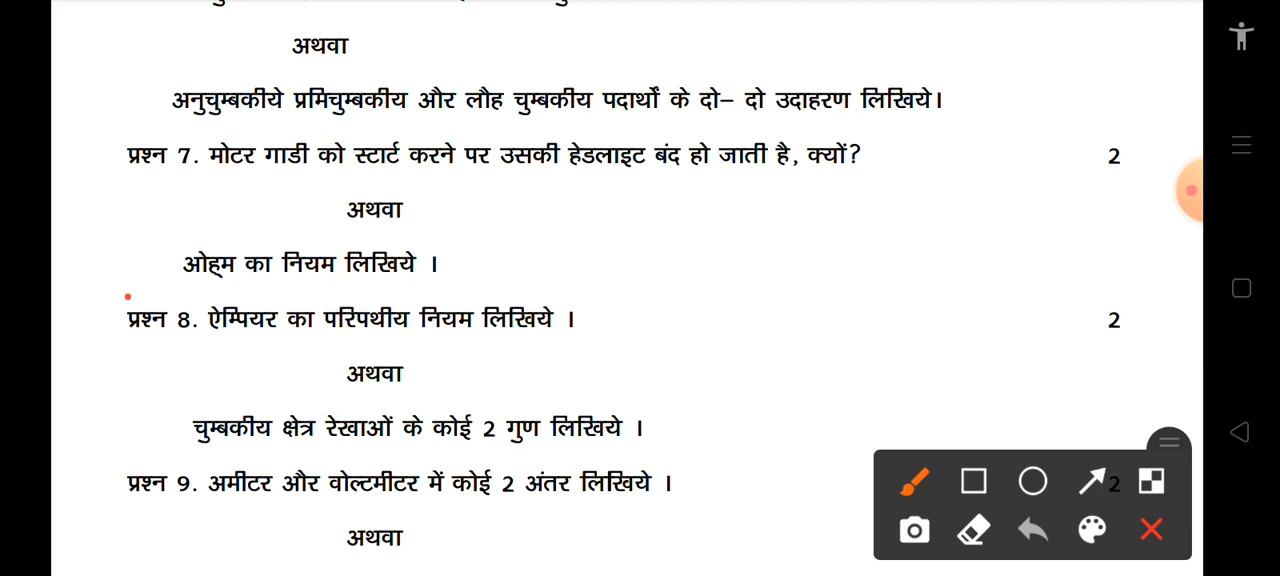 अथवा
अनुचुम्बकीये प्रमिचुम्बकीय और लौह चुम्बकीय पदार्थों के दो– दो उदाहरण लिखिये।
प्रश्न 7. मोटर गाडी को स्टार्ट करने पर उसकी हेडलाइट बंद हो जाती है, क्यों? 2
अथवा
ओह्म का नियम लिखिये ।
प्रश्न 8. ऐम्पियर का परिपथीय नियम लिखिये । 2
अथवा
चुम्बकीय क्षेत्र रेखाओं के कोई 2 गुण लिखिये ।
प्रश्न 9. अमीटर और वोल्टमीटर में कोई 2 अंतर लिखिये । 2
अथवा